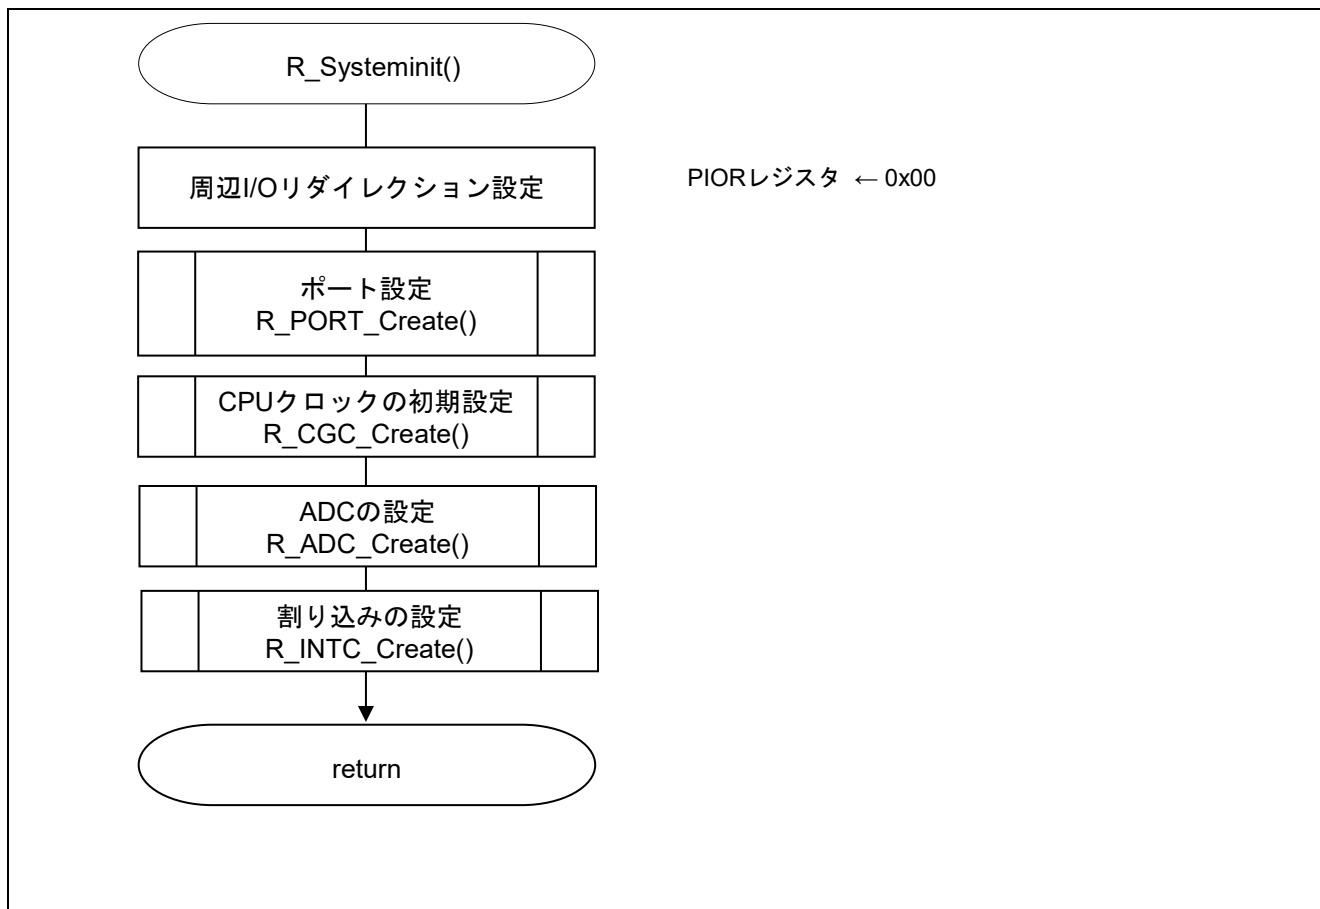 R_Systeminit()
周辺I/Oリダイレクション設定
PIORレジスタ ← 0x00
ポート設定
R_PORT_Create()
CPUクロックの初期設定
R_CGC_Create()
ADCの設定
R_ADC_Create()
割り込みの設定
R_INTC_Create()
return